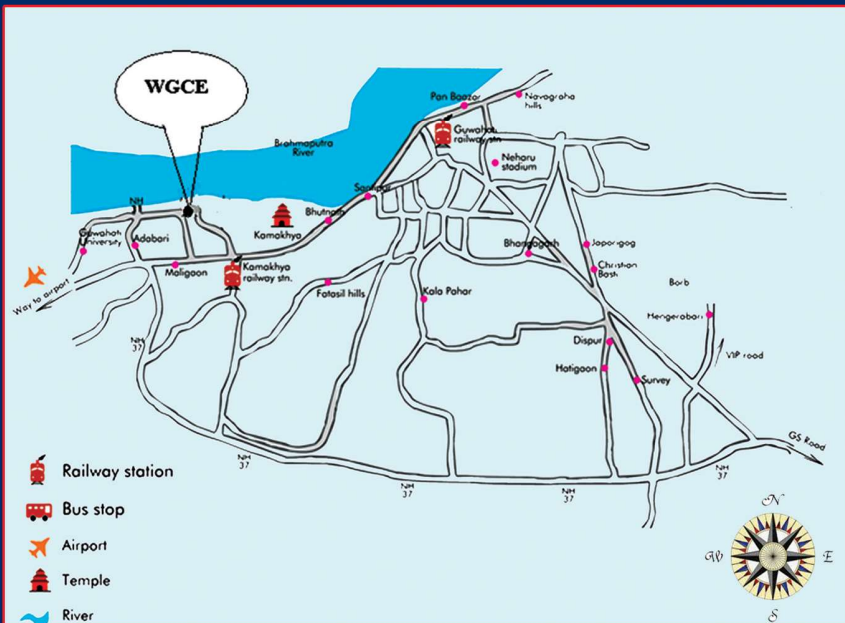 WGCE
Pan Baazar
Navagraha
hills
Guwahati
railway stn
Brahmaputra
River
Neharu
stadium
Santipur
NH
Bhutnath
Kamakhya
Guwahati
University
Adabari
Maligaon
Kamakhya
railway stn.
Bhangagarh
Japorigog
Christian
Basti
Way to airport
Fatasil hills
Kala Pahar
Barb
Hengerabari
NH
37
Dispur
VIP road
Hatigaon
Survey
GS Road
NH
37
NH
37
NH
37
NH
37
Railway station
Bus stop
Airport
Temple
River
N
W
E
S